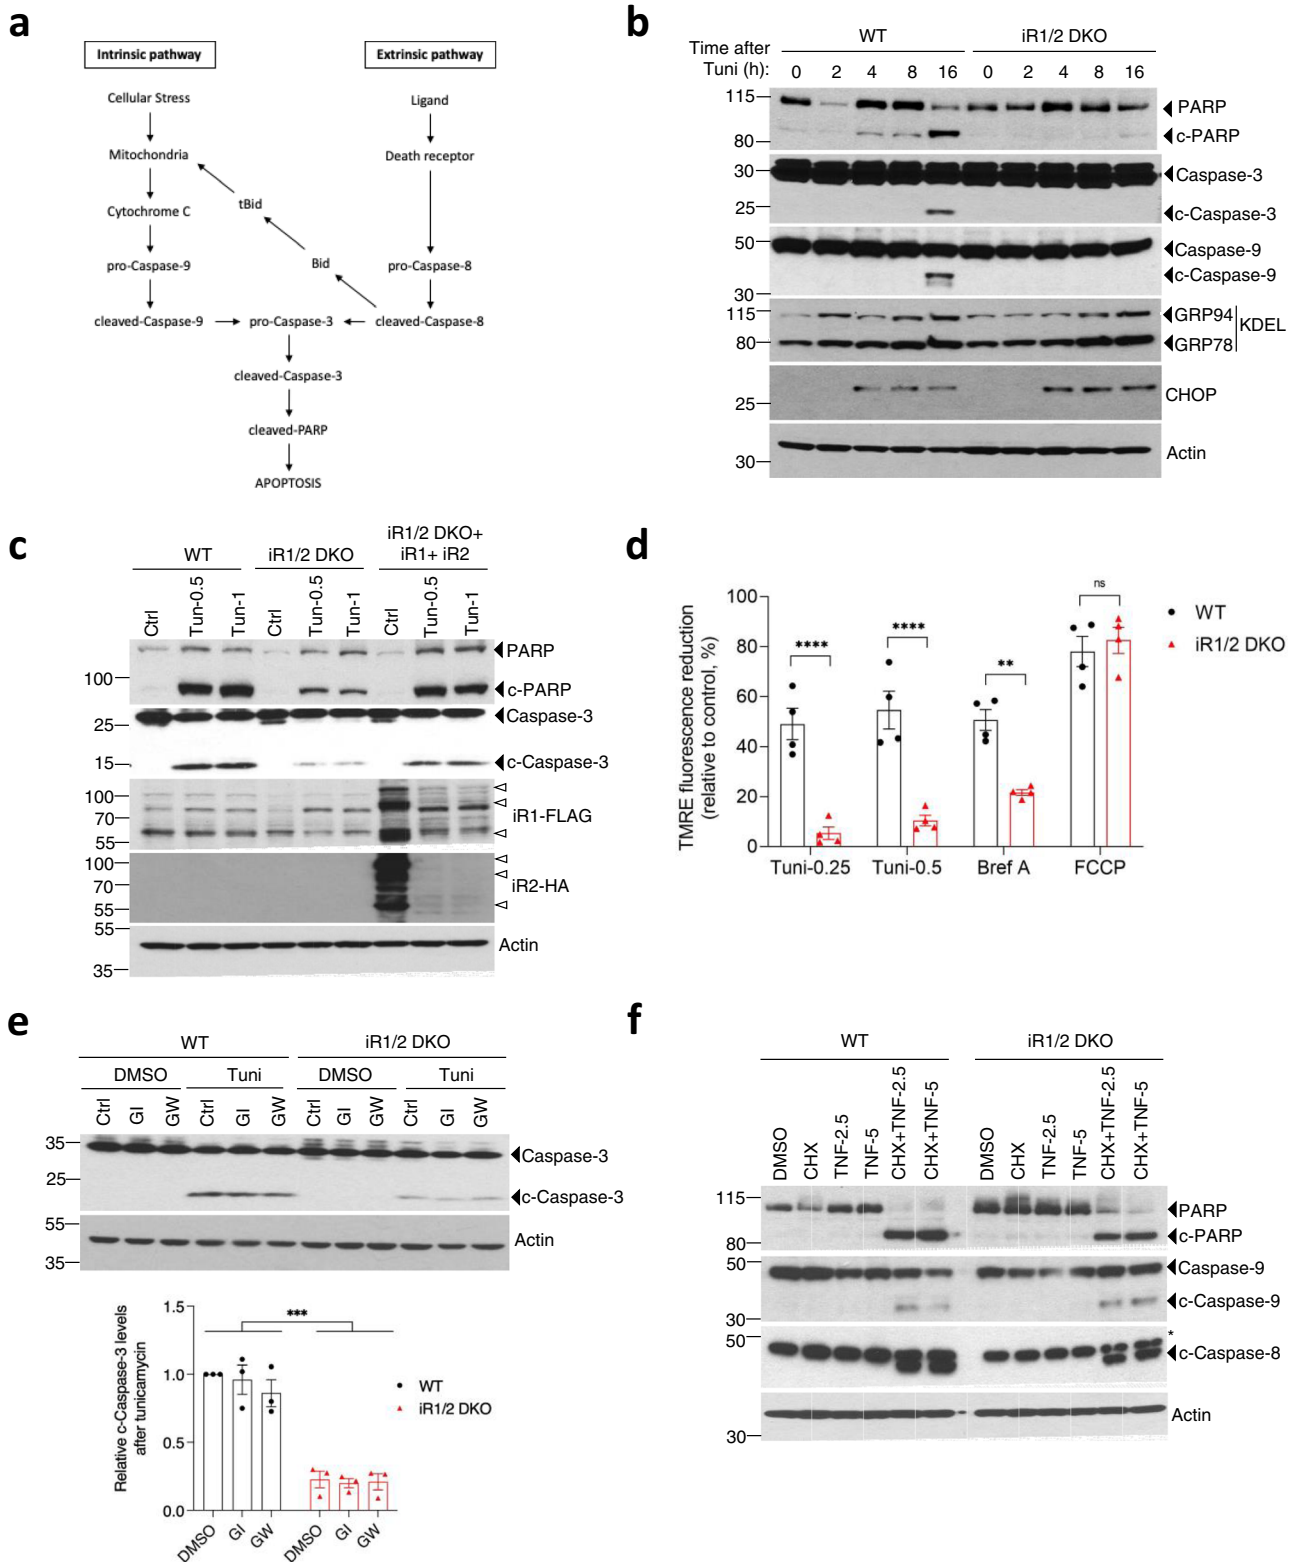 a
Intrinsic pathway
Extrinsic pathway
Cellular Stress
Ligand
Mitochondria
Death receptor
tBid
Cytochrome C
Bid
pro-Caspase-9
pro-Caspase-8
cleaved-Caspase-9
pro-Caspase-3
cleaved-Caspase-8
cleaved-Caspase-3
cleaved-PARP
APOPTOSIS
b
WT
iR1/2 DKO
Time after
Tuni (h):
0 2 4 8 16 0 2 4 8 16
115
PARP
c-PARP
80
30
Caspase-3
25
c-Caspase-3
50
Caspase-9
c-Caspase-9
30
115
GRP94
KDEL
80
GRP78
CHOP
25
Actin
30
c
WT
iR1/2 DKO
iR1/2 DKO+
iR1+ iR2
Ctrl Tun-0.5 Tun-1 Ctrl Tun-0.5 Tun-1 Ctrl Tun-0.5 Tun-1
PARP
100
c-PARP
Caspase-3
25
15
c-Caspase-3
100
iR1-FLAG
70
55
100
iR2-HA
70
55
55
Actin
35
d
TMRE fluorescence reduction
(relative to control, %)
100
80
60
40
20
0
****
****
**
ns
WT
iR1/2 DKO
Tuni-0.25 Tuni-0.5 Bref A FCCP
e
WT
iR1/2 DKO
DMSO Tuni DMSO Tuni
Ctrl GI GW Ctrl GI GW Ctrl GI GW Ctrl GI GW
35
Caspase-3
25
c-Caspase-3
55
Actin
35
Relative c-Caspase-3 levels
after tunicamycin
1.5
1.0
0.5
0.0
***
WT
iR1/2 DKO
DMSO GI GW DMSO GI GW
f
WT
iR1/2 DKO
DMSO CHX TNF-2.5 TNF-5 CHX+TNF-2.5 CHX+TNF-5 DMSO CHX TNF-2.5 TNF-5 CHX+TNF-2.5 CHX+TNF-5
115
PARP
c-PARP
80
50
Caspase-9
c-Caspase-9
30
50
*
c-Caspase-8
Actin
30